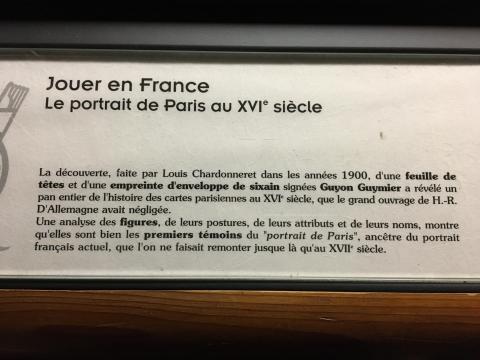 Jouer en France
Le portrait de Paris au XVIe siècle
La découverte, faite par Louis Chardonneret dans les années 1900, d'une feuille de
têtes et d'une empreinte d'enveloppe de sixain signées Guyon Guymier a révélé un
pan entier de l'histoire des cartes parisiennes au XVIe siècle, que le grand ouvrage de H.-R.
D'Allemagne avait négligée.
Une analyse des figures, de leurs postures, de leurs attributs et de leurs noms, montre
qu'elles sont bien les premiers témoins du "portrait de Paris", ancêtre du portrait
français actuel, que l'on ne faisait remonter jusque là qu'au XVIIe siècle.